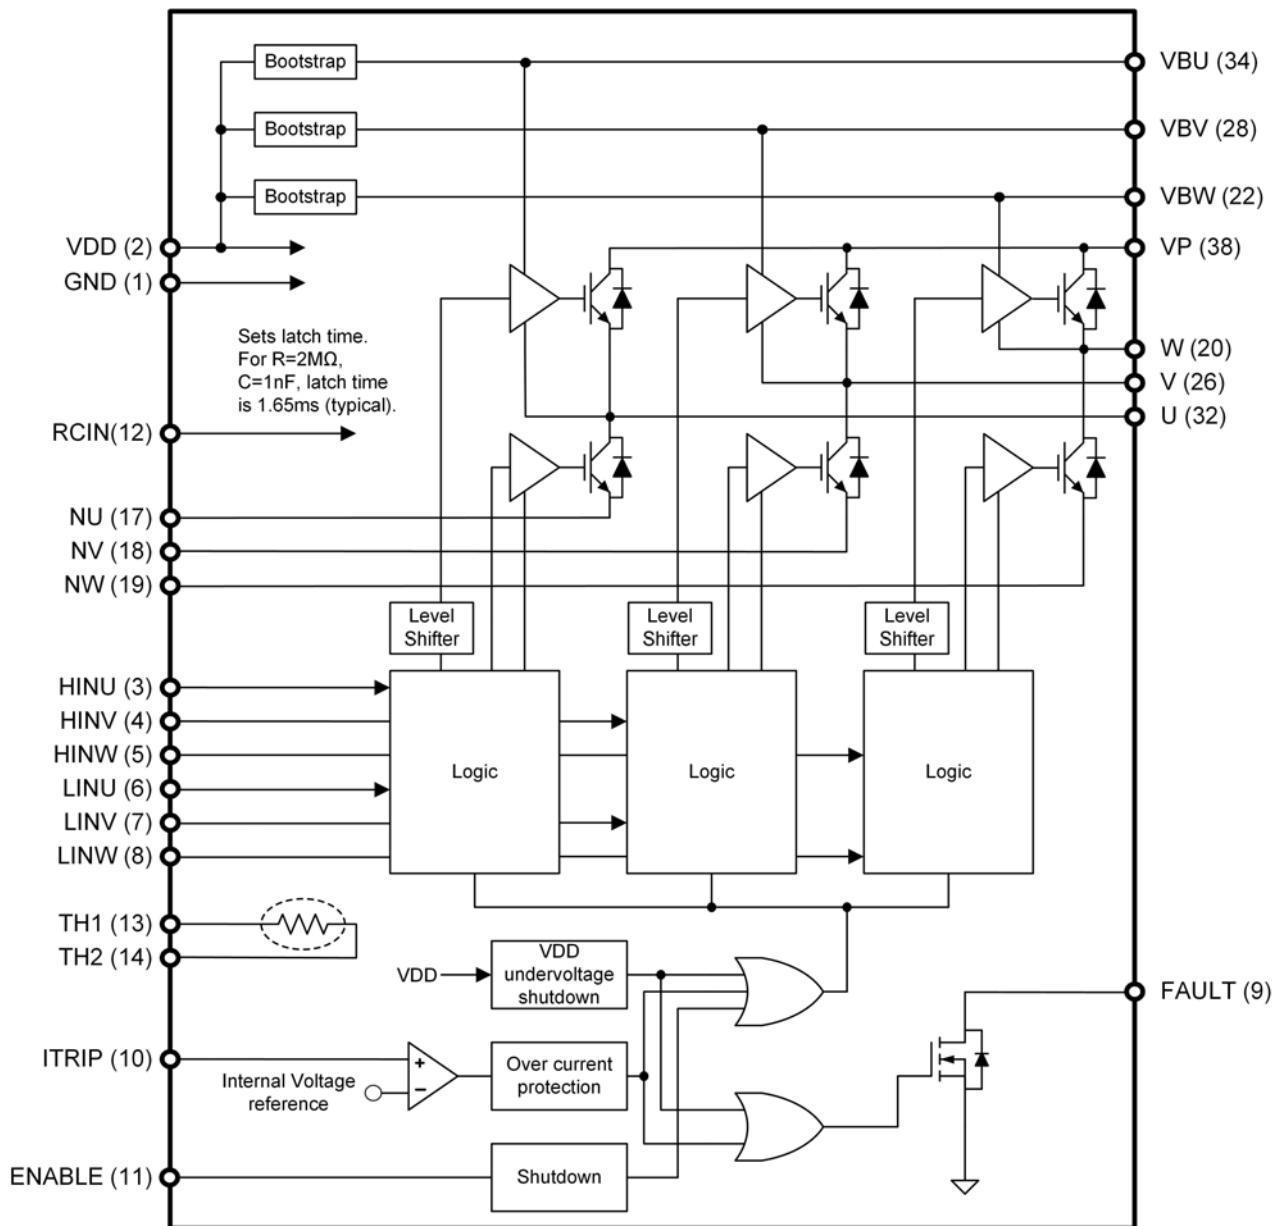 Bootstrap
VBU (34)
Bootstrap
VBV (28)
Bootstrap
VBW (22)
VDD (2)
VP (38)
GND (1)
Sets latch time.
For R=2MΩ,
C=1nF, latch time
is 1.65ms (typical).
W (20)
V (26)
U (32)
RCIN(12)
NU (17)
NV (18)
NW (19)
Level
Shifter
Level
Shifter
Level
Shifter
HINU (3)
HINV (4)
HINW (5)
LINU (6)
LINV (7)
LINW (8)
Logic
Logic
Logic
TH1 (13)
TH2 (14)
VDD
VDD
undervoltage
shutdown
FAULT (9)
ITRIP (10)
Internal Voltage
reference
+
−
Over current
protection
ENABLE (11)
Shutdown